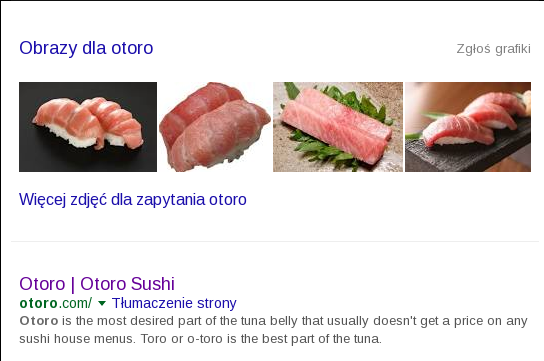 Obrazy dla otoro
Zgłoś grafiki
Więcej zdjęć dla zapytania otoro
Otoro | Otoro Sushi
otoro.com/ Tłumaczenie strony
Otoro is the most desired part of the tuna belly that usually doesn't get a price on any
sushi house menus. Toro or o-toro is the best part of the tuna.